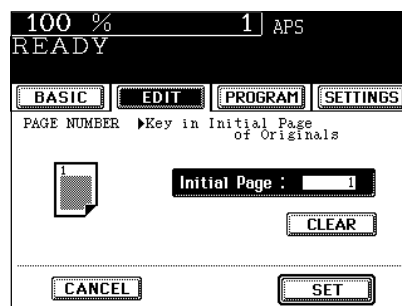 100 % 1 APS
READY
BASIC EDIT PROGRAM SETTINGS
PAGE NUMBER ▶Key in Initial Page
of Originals
1
Initial Page : 1
CLEAR
CANCEL SET